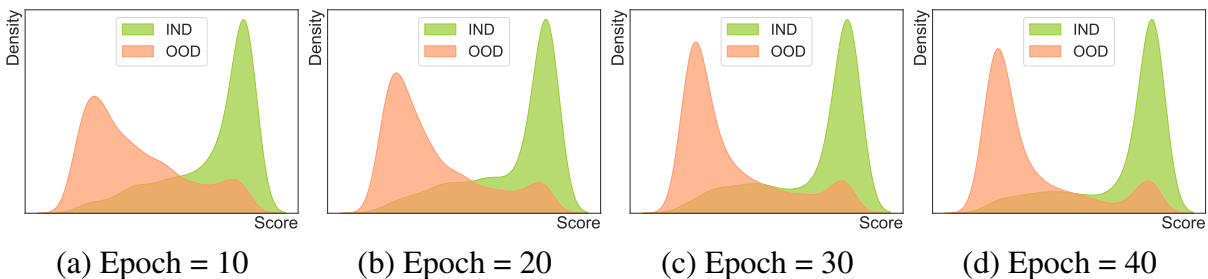 Density
IND
OOD
Score
(a) Epoch = 10
Density
IND
OOD
Score
(b) Epoch = 20
Density
IND
OOD
Score
(c) Epoch = 30
Density
IND
OOD
Score
(d) Epoch = 40